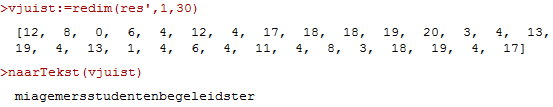 >vjuist:=redim(res',1,30)
[12, 8, 0, 6, 4, 12, 4, 17, 18, 18, 19, 20, 3, 4, 13,
19, 4, 13, 1, 4, 6, 4, 11, 4, 8, 3, 18, 19, 4, 17]
>naarTekst(vjuist)
miagemersstudentenbegeleidster